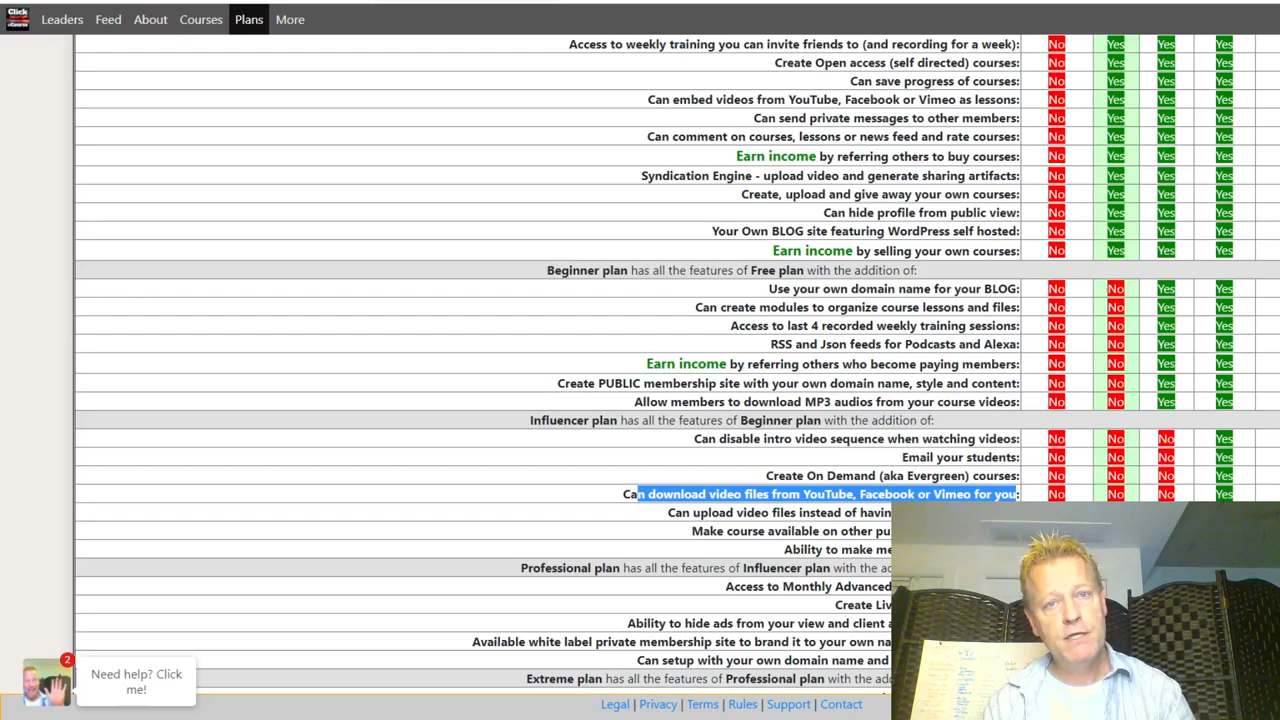 Click
eCourse
Leaders Feed About Courses Plans More
Access to weekly training you can invite friends to (and recording for a week): No Yes Yes Yes
Create Open access (self directed) courses: No Yes Yes Yes
Can save progress of courses: No Yes Yes Yes
Can embed videos from YouTube, Facebook or Vimeo as lessons: No Yes Yes Yes
Can send private messages to other members: No Yes Yes Yes
Can comment on courses, lessons or news feed and rate courses: No Yes Yes Yes
Earn income by referring others to buy courses: No Yes Yes Yes
Syndication Engine - upload video and generate sharing artifacts: No Yes Yes Yes
Create, upload and give away your own courses: No Yes Yes Yes
Can hide profile from public view: No Yes Yes Yes
Your Own BLOG site featuring WordPress self hosted: No Yes Yes Yes
Earn income by selling your own courses: No Yes Yes Yes
Beginner plan has all the features of Free plan with the addition of:
Use your own domain name for your BLOG: No No Yes Yes
Can create modules to organize course lessons and files: No No Yes Yes
Access to last 4 recorded weekly training sessions: No No Yes Yes
RSS and Json feeds for Podcasts and Alexa: No No Yes Yes
Earn income by referring others who become paying members: No No Yes Yes
Create PUBLIC membership site with your own domain name, style and content: No No Yes Yes
Allow members to download MP3 audios from your course videos: No No Yes Yes
Influencer plan has all the features of Beginner plan with the addition of:
Can disable intro video sequence when watching videos: No No No Yes
Email your students: No No No Yes
Create On Demand (aka Evergreen) courses: No No No Yes
Can download video files from YouTube, Facebook or Vimeo for you: No No No Yes
Can upload video files instead of havin
Make course available on other pu
Ability to make me
Professional plan has all the features of Influencer plan with the ad
Access to Monthly Advanced
Create Liv
Ability to hide ads from your view and client a
Available white label private membership site to brand it to your own na
Can setup with your own domain name and
Extreme plan has all the features of Professional plan with the ad
2
Need help? Click
me!
Legal | Privacy | Terms | Rules | Support | Contact